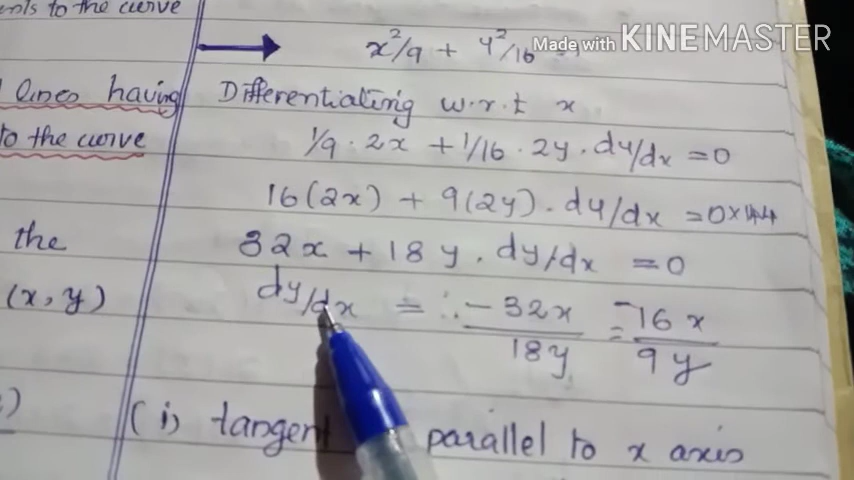 nts to the curve
x²/9 + y²/16 =
Made with KINEMASTER
lines having
Differentiating w.r.t x
to the curve
1/9 · 2x + 1/16 · 2y · dy/dx = 0
16(2x) + 9(2y) · dy/dx = 0×144
the
32x + 18y · dy/dx = 0
(x, y)
dy/dx = ∴ -32x/18y = -16x/9y
(i) tangent parallel to x axis